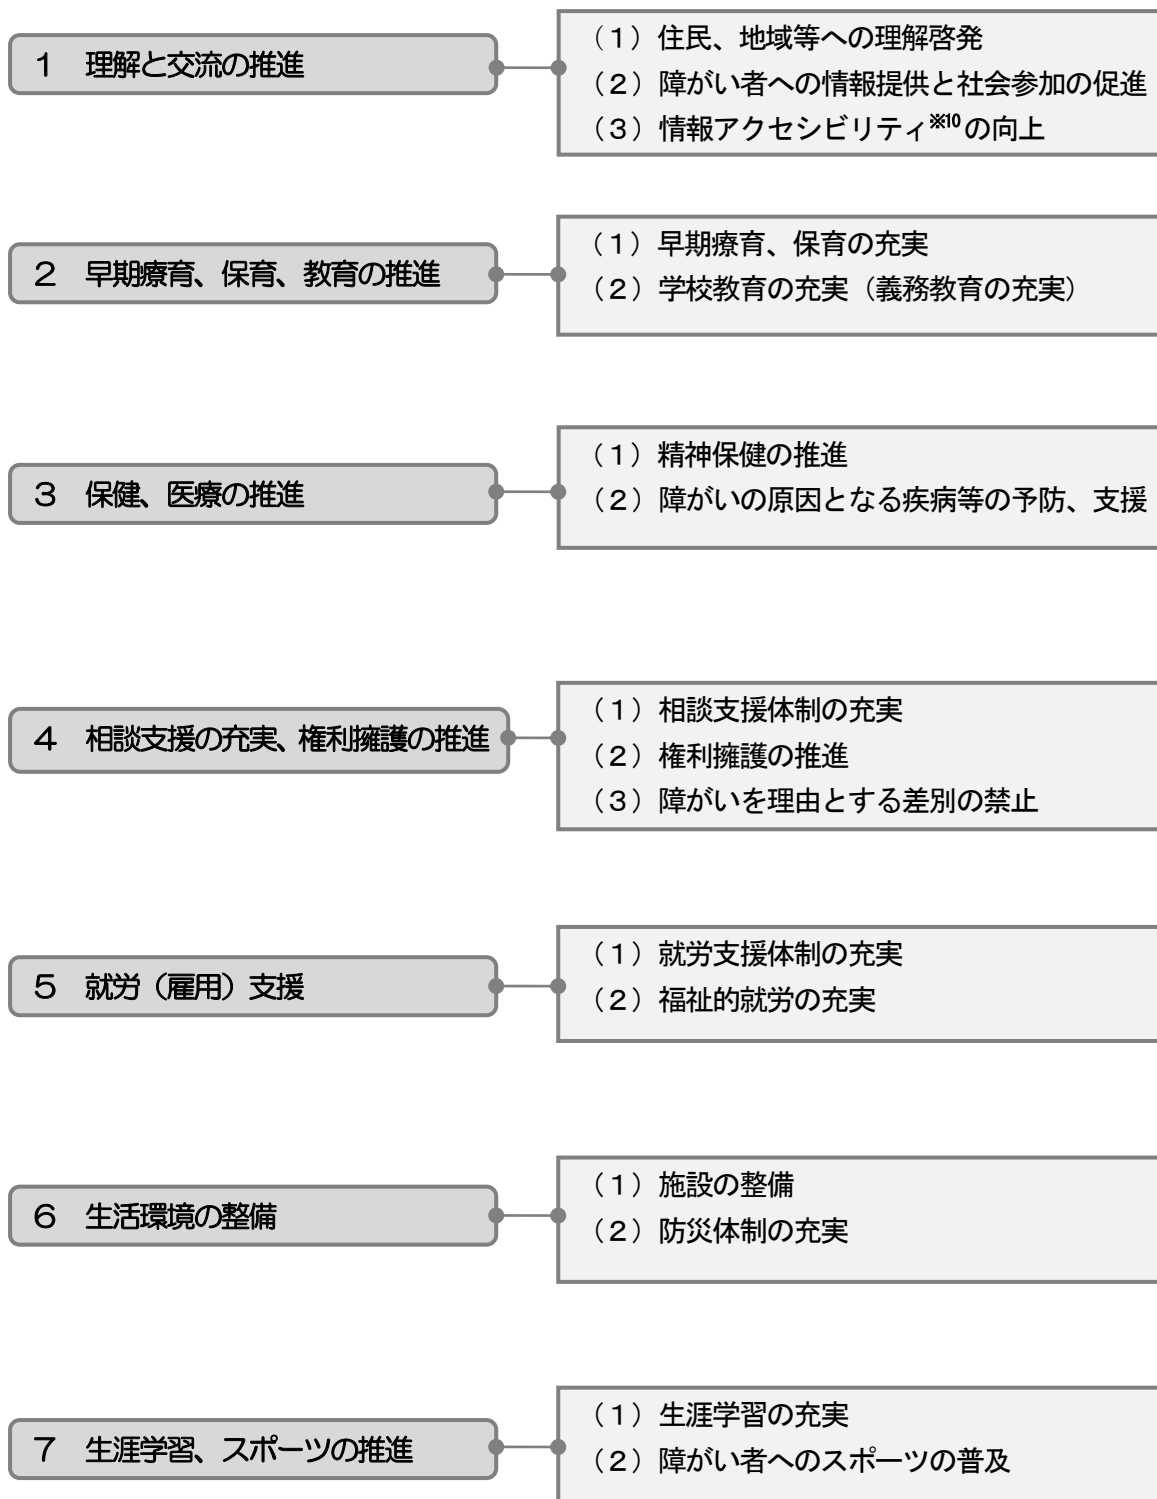 1 理解と交流の推進
（1）住民、地域等への理解啓発
（2）障がい者への情報提供と社会参加の促進
（3）情報アクセシビリティ※10の向上
2 早期療育、保育、教育の推進
（1）早期療育、保育の充実
（2）学校教育の充実（義務教育の充実）
3 保健、医療の推進
（1）精神保健の推進
（2）障がいの原因となる疾病等の予防、支援
4 相談支援の充実、権利擁護の推進
（1）相談支援体制の充実
（2）権利擁護の推進
（3）障がいを理由とする差別の禁止
5 就労（雇用）支援
（1）就労支援体制の充実
（2）福祉的就労の充実
6 生活環境の整備
（1）施設の整備
（2）防災体制の充実
7 生涯学習、スポーツの推進
（1）生涯学習の充実
（2）障がい者へのスポーツの普及